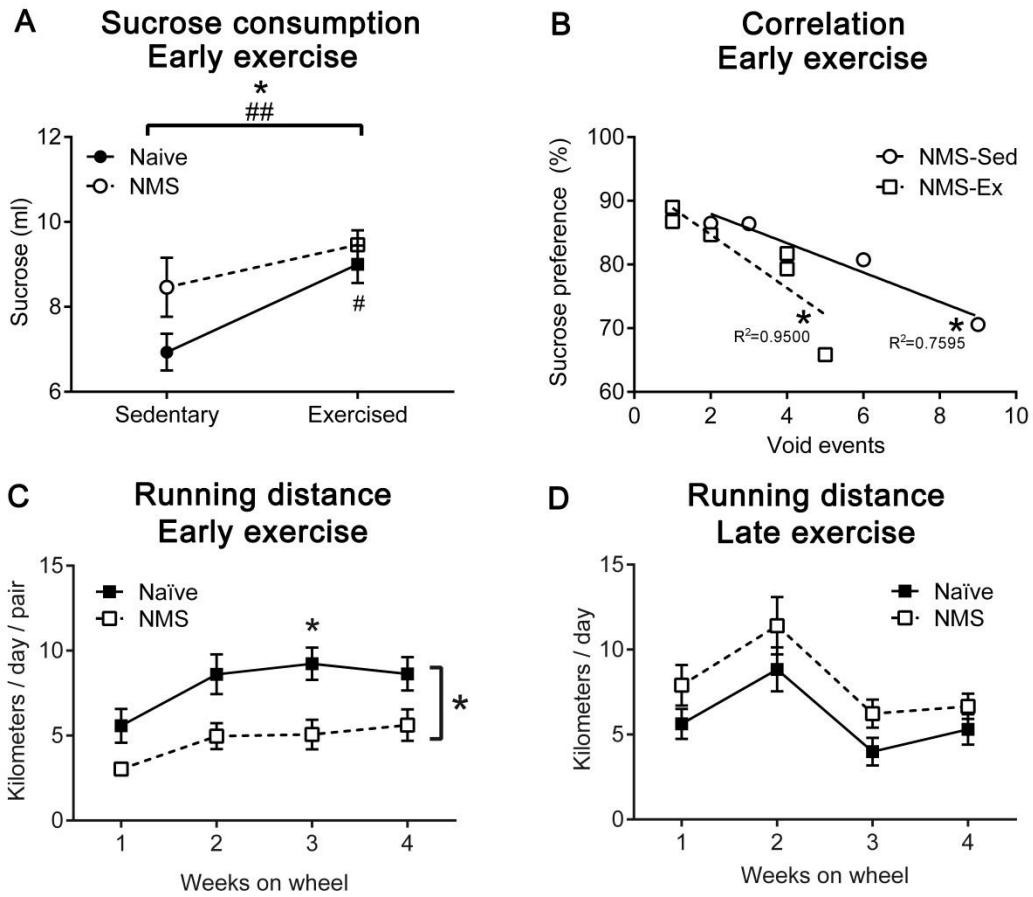 A
Sucrose consumption
Early exercise
*
##
12
10
8
6
Sucrose (ml)
Naive
NMS
#
Sedentary
Exercised
B
Correlation
Early exercise
100
90
80
70
60
Sucrose preference (%)
NMS-Sed
NMS-Ex
*
R²=0.9500
*
R²=0.7595
0 2 4 6 8 10
Void events
C
Running distance
Early exercise
15
10
5
0
Kilometers / day / pair
Naïve
NMS
*
*
1 2 3 4
Weeks on wheel
D
Running distance
Late exercise
15
10
5
0
Kilometers / day
Naïve
NMS
1 2 3 4
Weeks on wheel